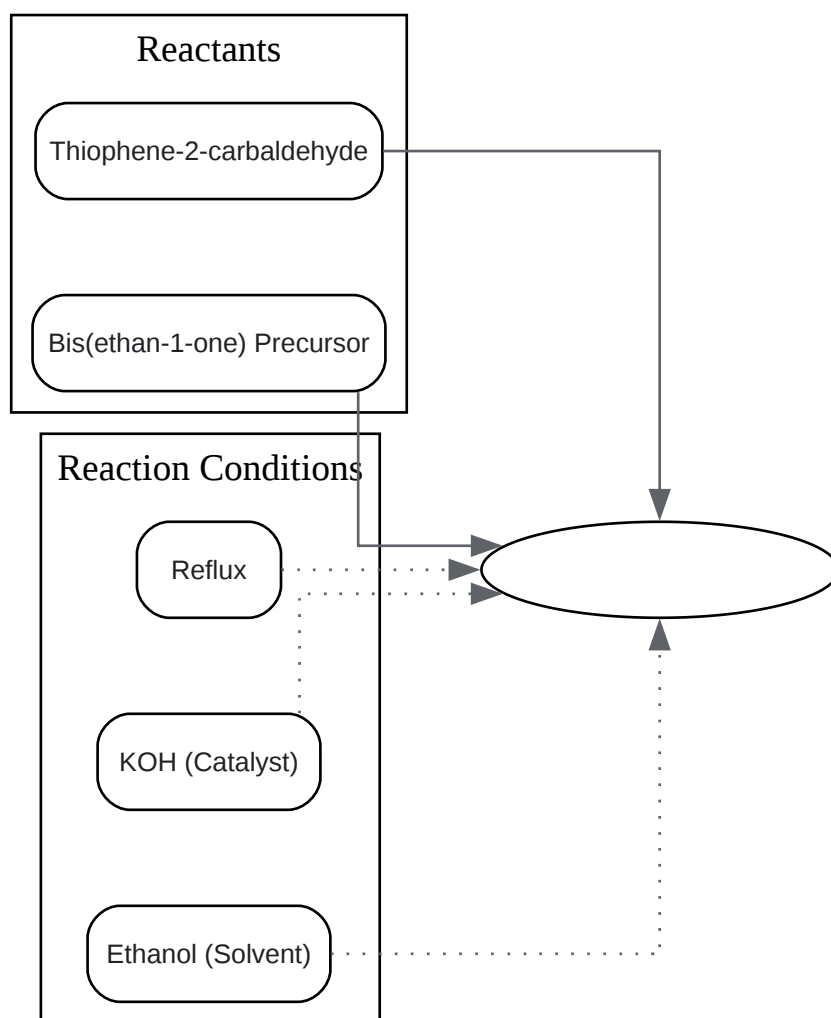 Reactants
Thiophene-2-carbaldehyde
Bis(ethan-1-one) Precursor
Reaction Conditions
Reflux
KOH (Catalyst)
Ethanol (Solvent)